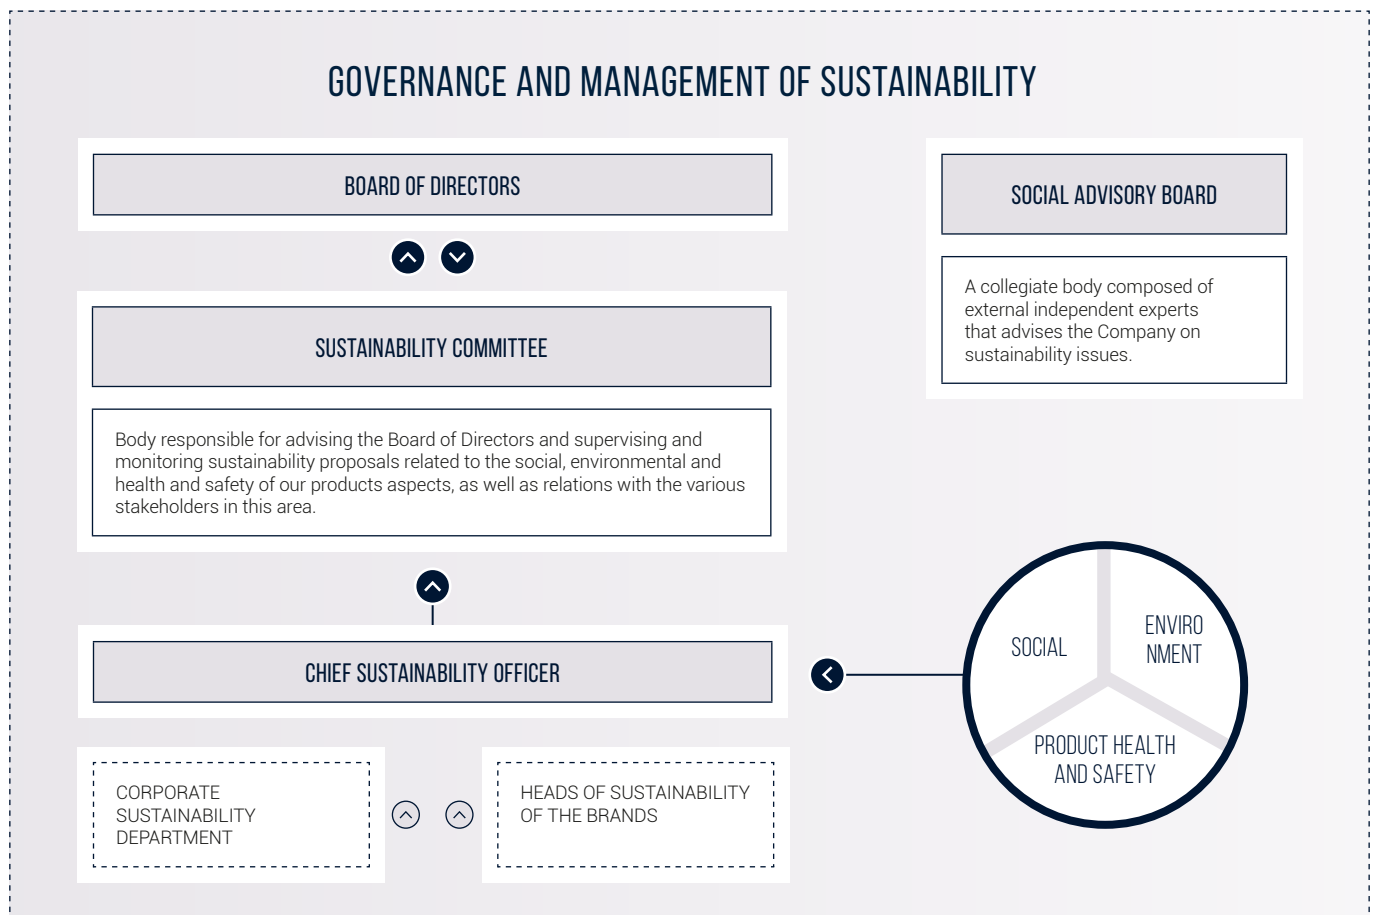 GOVERNANCE AND MANAGEMENT OF SUSTAINABILITY
BOARD OF DIRECTORS
SUSTAINABILITY COMMITTEE
Body responsible for advising the Board of Directors and supervising and
monitoring sustainability proposals related to the social, environmental and
health and safety of our products aspects, as well as relations with the various
stakeholders in this area.
CHIEF SUSTAINABILITY OFFICER
CORPORATE
SUSTAINABILITY
DEPARTMENT
HEADS OF SUSTAINABILITY
OF THE BRANDS
SOCIAL ADVISORY BOARD
A collegiate body composed of
external independent experts
that advises the Company on
sustainability issues.
SOCIAL
ENVIRO
NMENT
PRODUCT HEALTH
AND SAFETY